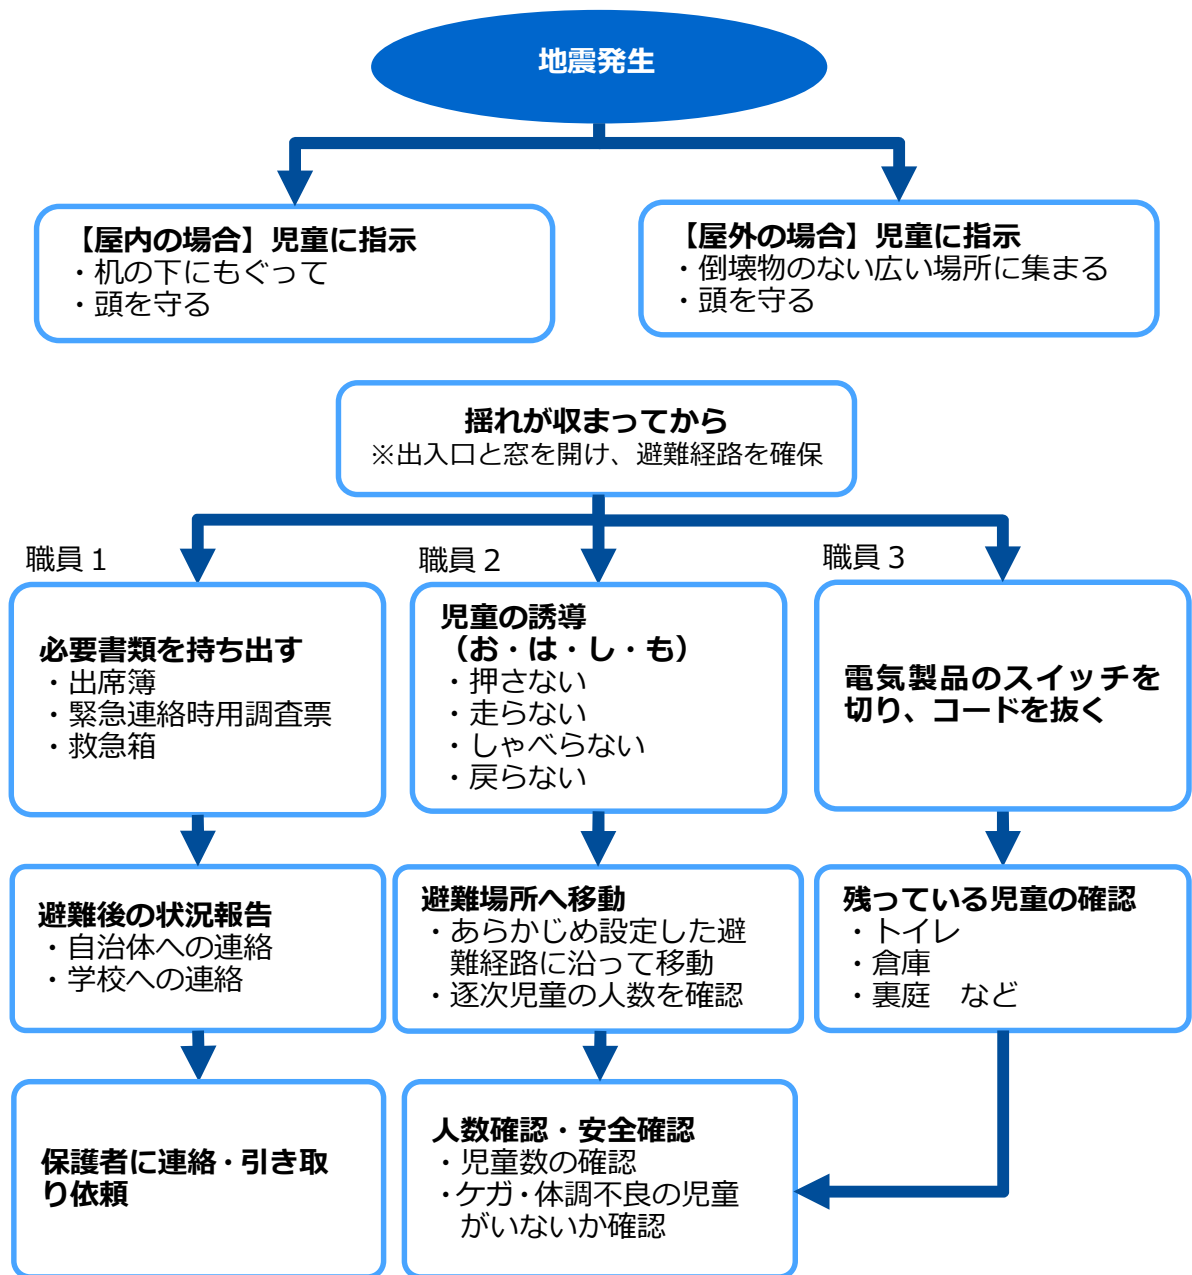 地震発生
【屋内の場合】児童に指示
・机の下にもぐって
・頭を守る
【屋外の場合】児童に指示
・倒壊物のない広い場所に集まる
・頭を守る
揺れが収まってから
※出入口と窓を開け、避難経路を確保
職員１
必要書類を持ち出す
・出席簿
・緊急連絡時用調査票
・救急箱
職員２
児童の誘導
（お・は・し・も）
・押さない
・走らない
・しゃべらない
・戻らない
職員３
電気製品のスイッチを
切り、コードを抜く
避難後の状況報告
・自治体への連絡
・学校への連絡
避難場所へ移動
・あらかじめ設定した避
難経路に沿って移動
・逐次児童の人数を確認
残っている児童の確認
・トイレ
・倉庫
・裏庭　など
保護者に連絡・引き取
り依頼
人数確認・安全確認
・児童数の確認
・ケガ・体調不良の児童
がいないか確認